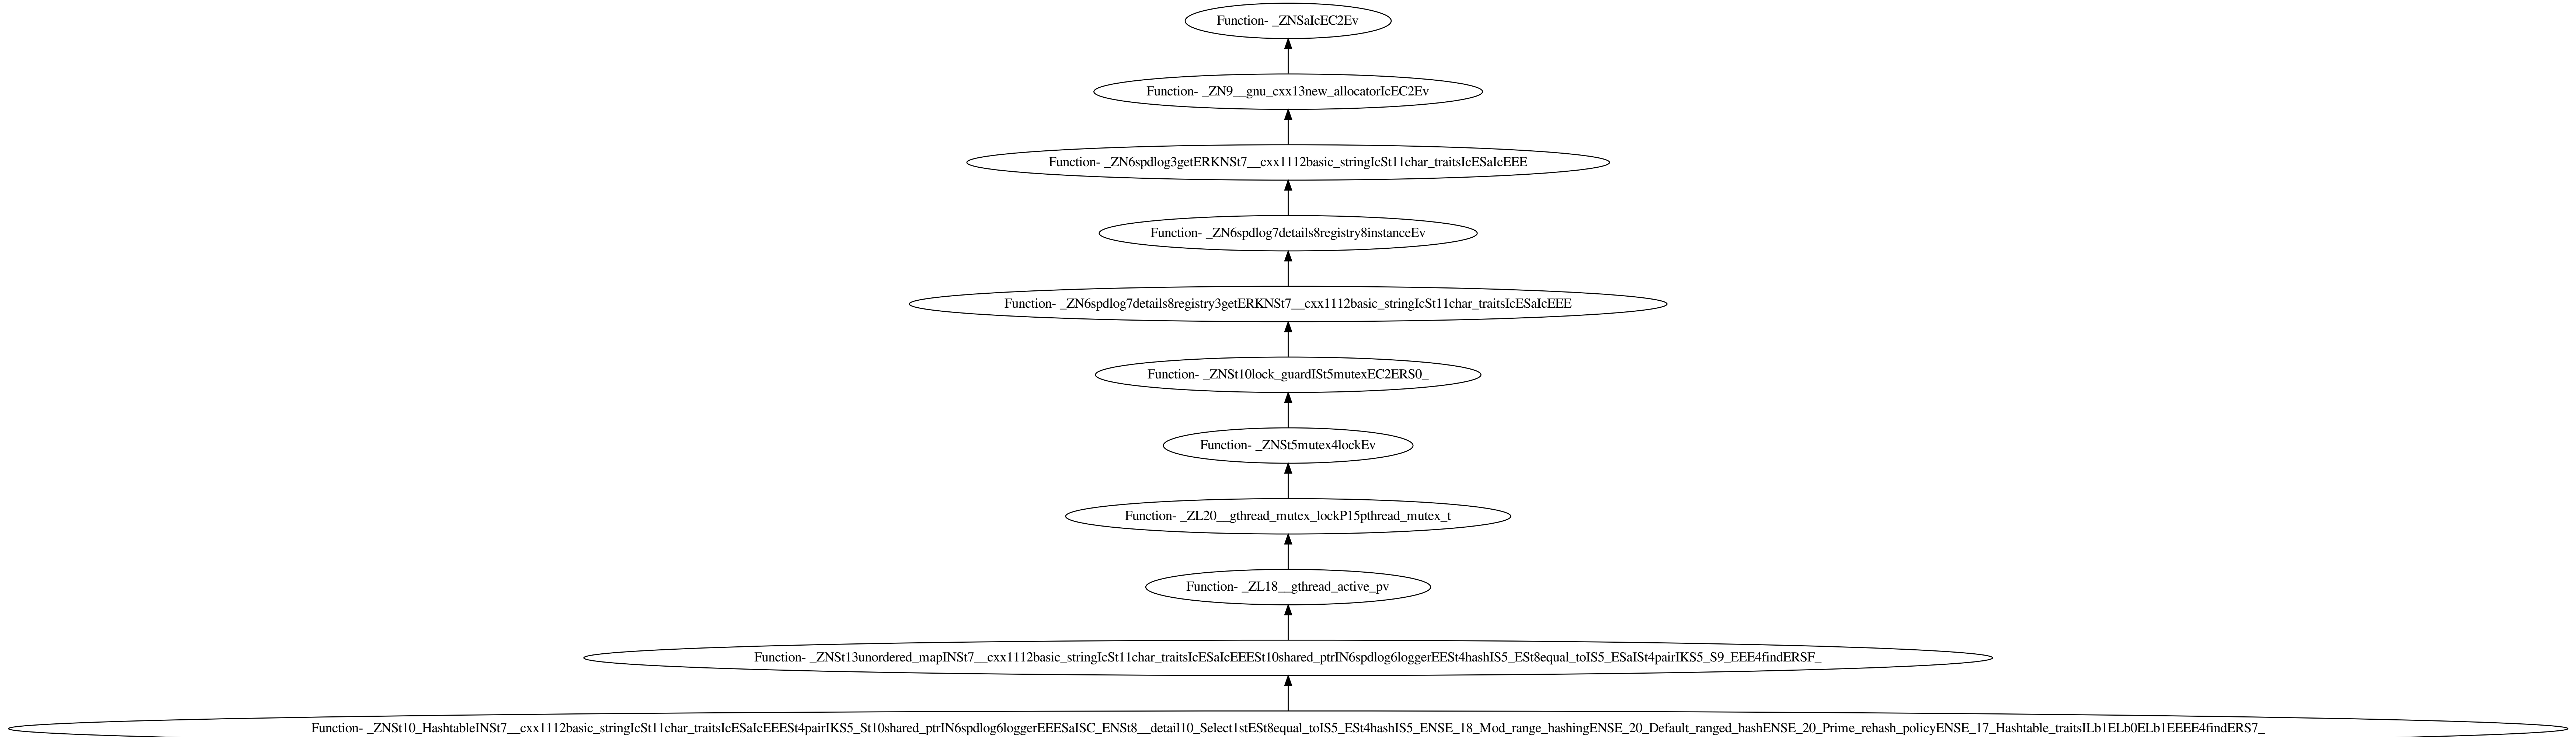 Function- _ZNSaIcEC2Ev
Function- _ZN9__gnu_cxx13new_allocatorIcEC2Ev
Function- _ZN6spdlog3getERKNSt7__cxx1112basic_stringIcSt11char_traitsIcESaIcEEE
Function- _ZN6spdlog7details8registry8instanceEv
Function- _ZN6spdlog7details8registry3getERKNSt7__cxx1112basic_stringIcSt11char_traitsIcESaIcEEE
Function- _ZNSt10lock_guardISt5mutexEC2ERS0_
Function- _ZNSt5mutex4lockEv
Function- _ZL20__gthread_mutex_lockP15pthread_mutex_t
Function- _ZL18__gthread_active_pv
Function- _ZNSt13unordered_mapINSt7__cxx1112basic_stringIcSt11char_traitsIcESaIcEEESt10shared_ptrIN6spdlog6loggerEESt4hashIS5_ESt8equal_toIS5_ESaISt4pairIKS5_S9_EEE4findERSF_
Function- _ZNSt10_HashtableINSt7__cxx1112basic_stringIcSt11char_traitsIcESaIcEEESt4pairIKS5_St10shared_ptrIN6spdlog6loggerEEESaISC_ENSt8__detail10_Select1stESt8equal_toIS5_ESt4hashIS5_ENSE_18_Mod_range_hashingENSE_20_Default_ranged_hashENSE_20_Prime_rehash_policyENSE_17_Hashtable_traitsILb1ELb0ELb1EEEE4findERS7_